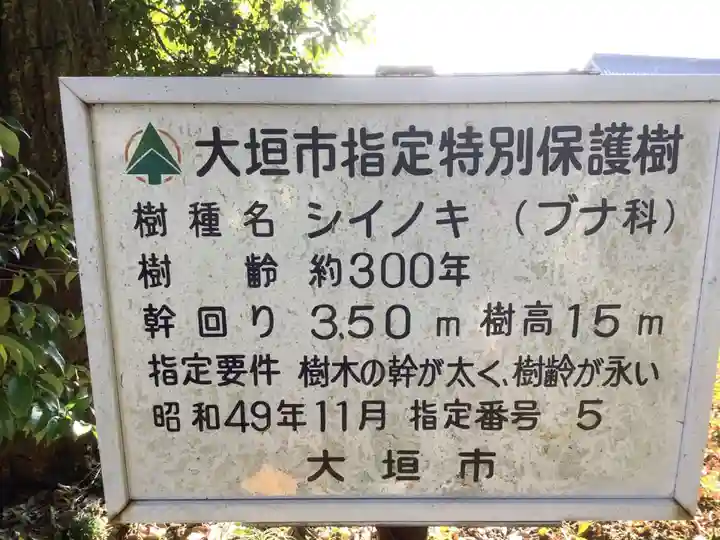 大垣市指定特別保護樹
樹種名 シイノキ（ブナ科）
樹齢 約300年
幹回り 3.50m 樹高15m
指定要件 樹木の幹が太く、樹齢が永い
昭和49年11月 指定番号 5
大垣市